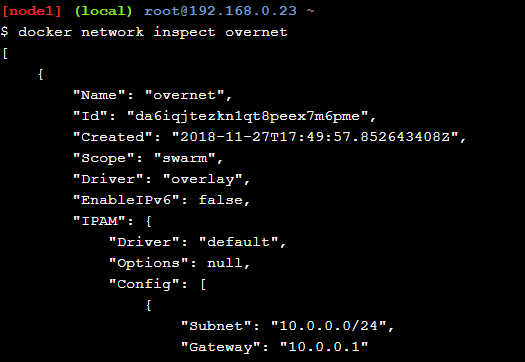 [node1] (local) root@192.168.0.23 ~
$ docker network inspect overnet
[
    {
        "Name": "overnet",
        "Id": "da6iqjtezkn1qt8peex7m6pme",
        "Created": "2018-11-27T17:49:57.852643408Z",
        "Scope": "swarm",
        "Driver": "overlay",
        "EnableIPv6": false,
        "IPAM": {
            "Driver": "default",
            "Options": null,
            "Config": [
                {
                    "Subnet": "10.0.0.0/24",
                    "Gateway": "10.0.0.1"